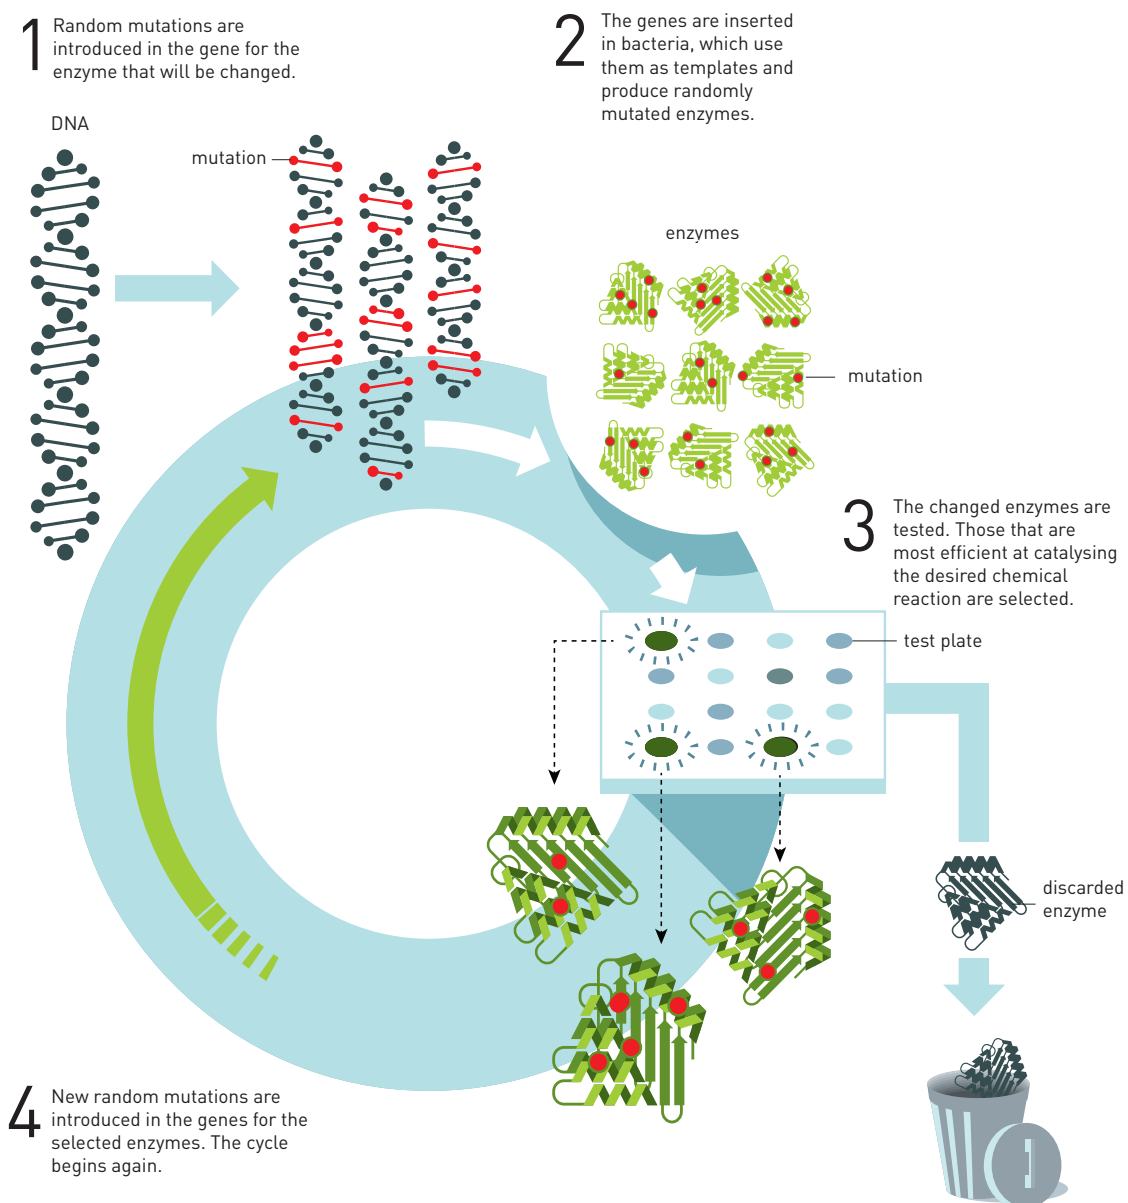 1
Random mutations are
introduced in the gene for the
enzyme that will be changed.
2
The genes are inserted
in bacteria, which use
them as templates and
produce randomly
mutated enzymes.
DNA
mutation
enzymes
mutation
3
The changed enzymes are
tested. Those that are
most efficient at catalysing
the desired chemical
reaction are selected.
test plate
discarded
enzyme
4
New random mutations are
introduced in the genes for the
selected enzymes. The cycle
begins again.